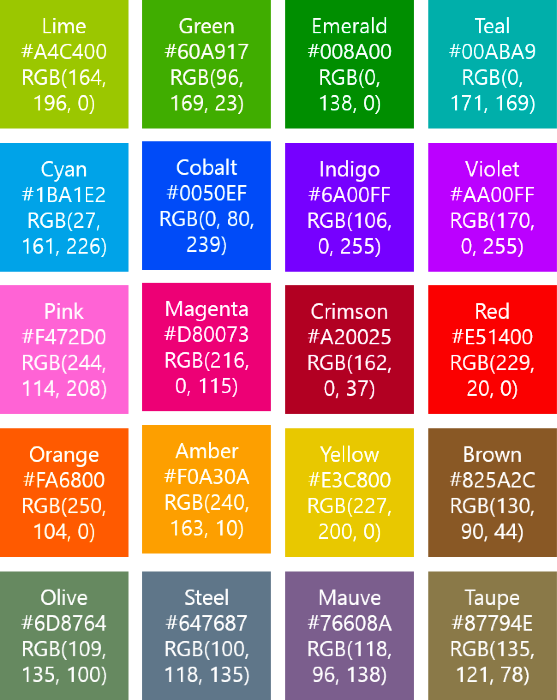 Lime
#A4C400
RGB(164,
196, 0)
Green
#60A917
RGB(96,
169, 23)
Emerald
#008A00
RGB(0,
138, 0)
Teal
#00ABA9
RGB(0,
171, 169)
Cyan
#1BA1E2
RGB(27,
161, 226)
Cobalt
#0050EF
RGB(0, 80,
239)
Indigo
#6A00FF
RGB(106,
0, 255)
Violet
#AA00FF
RGB(170,
0, 255)
Pink
#F472D0
RGB(244,
114, 208)
Magenta
#D80073
RGB(216,
0, 115)
Crimson
#A20025
RGB(162,
0, 37)
Red
#E51400
RGB(229,
20, 0)
Orange
#FA6800
RGB(250,
104, 0)
Amber
#F0A30A
RGB(240,
163, 10)
Yellow
#E3C800
RGB(227,
200, 0)
Brown
#825A2C
RGB(130,
90, 44)
Olive
#6D8764
RGB(109,
135, 100)
Steel
#647687
RGB(100,
118, 135)
Mauve
#76608A
RGB(118,
96, 138)
Taupe
#87794E
RGB(135,
121, 78)